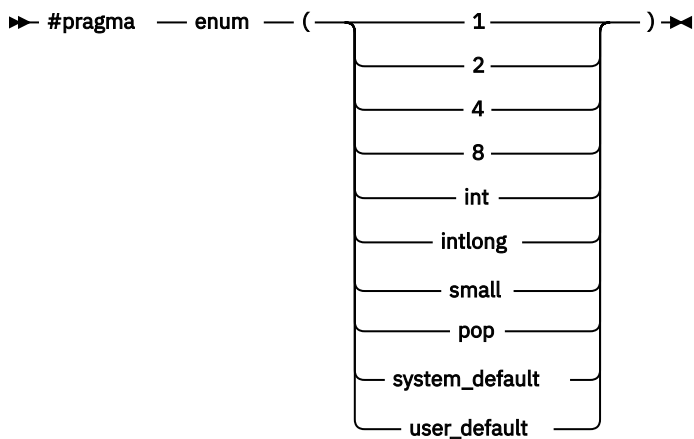 #pragma enum ( 1 )
2
4
8
int
intlong
small
pop
system_default
user_default